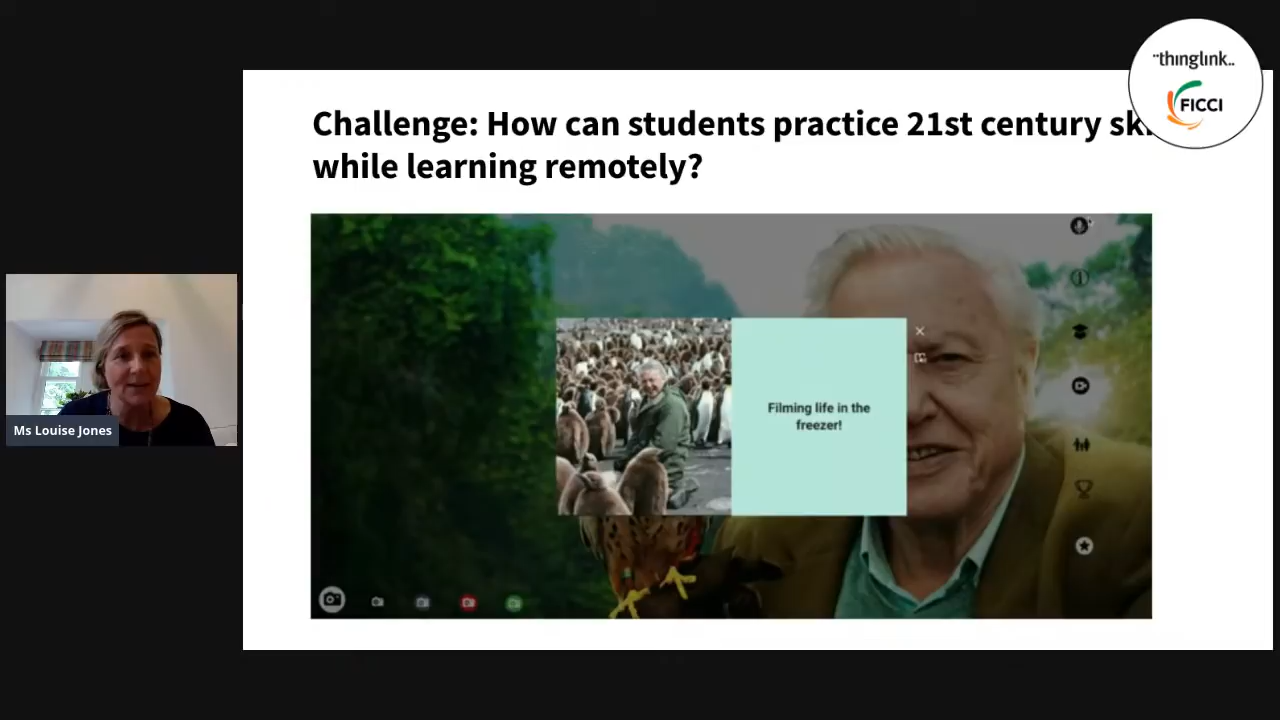 ¨thinglink..
FICCI
Challenge: How can students practice 21st century
while learning remotely?
Filming life in the
freezer!
Ms Louise Jones